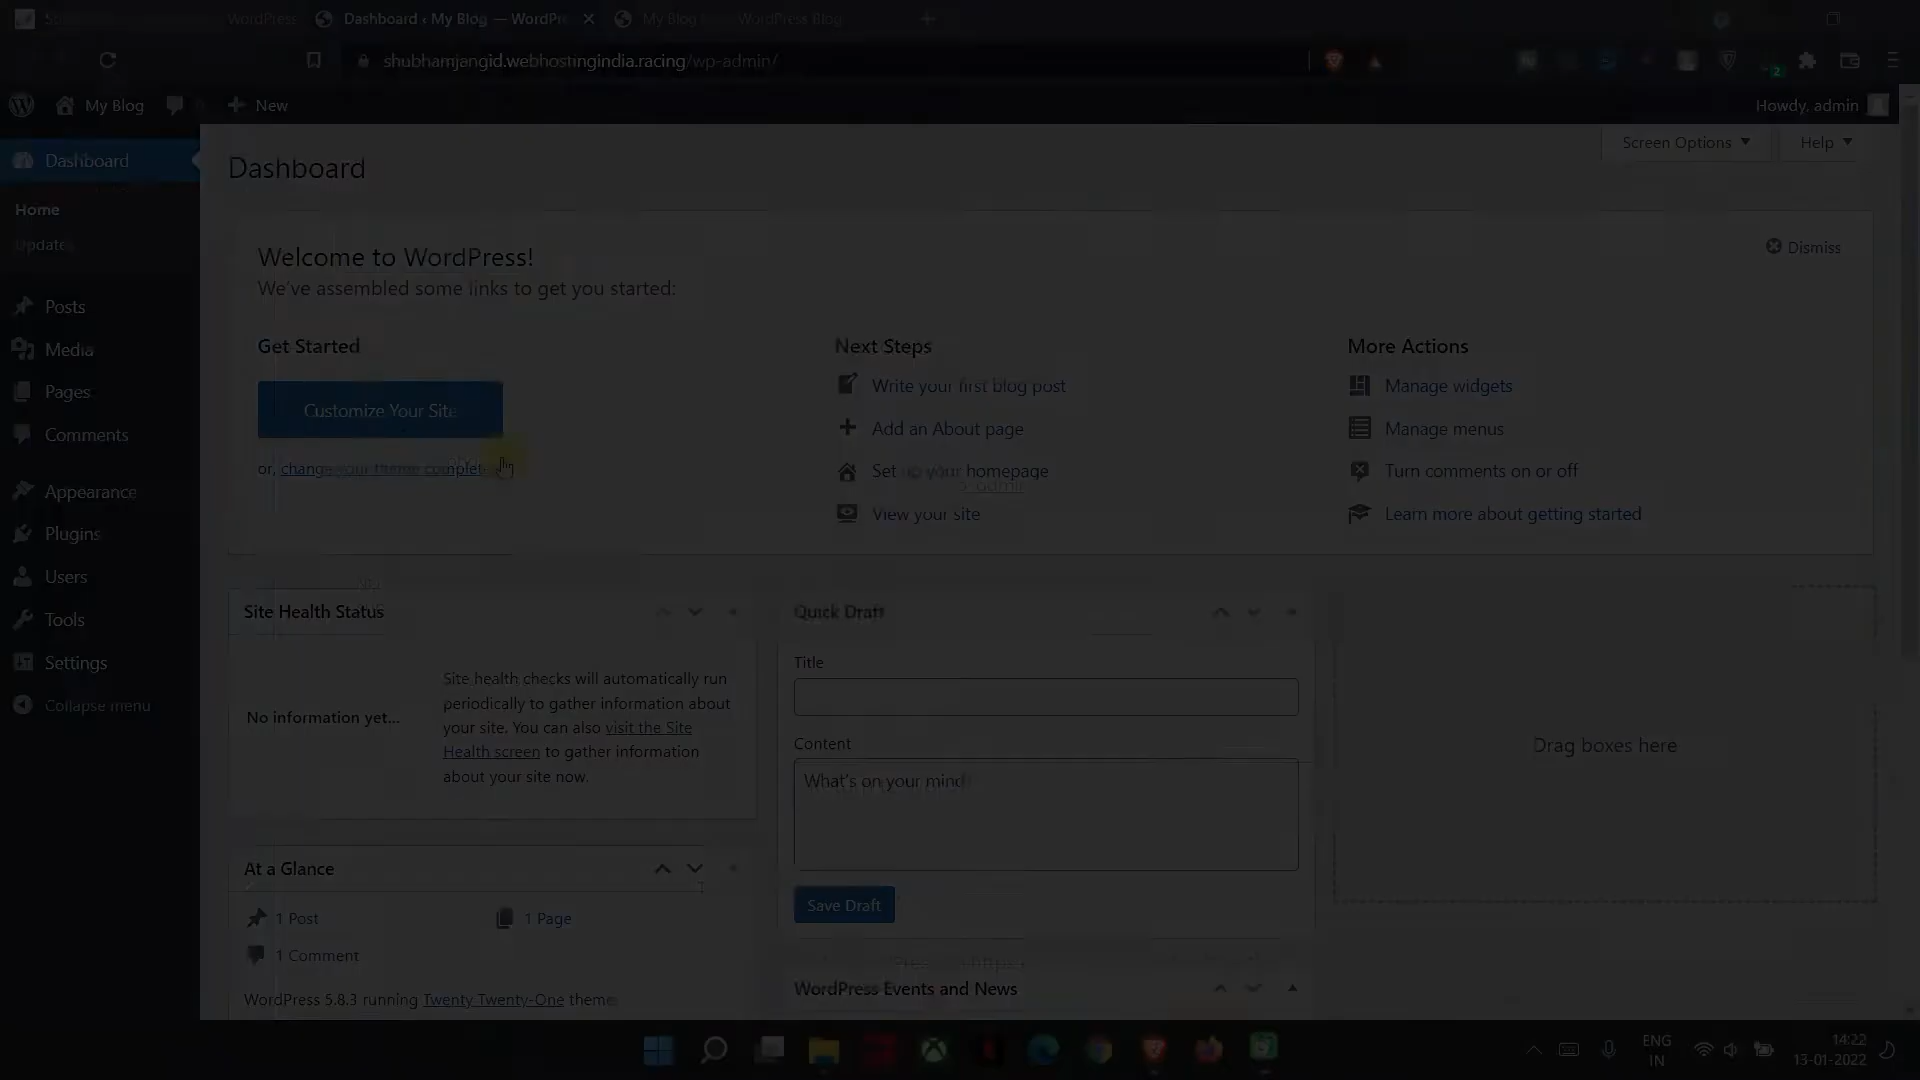 WordPress
Dashboard ‹ My Blog — WordPre
My Blog
WordPress Blog
shubhamjangid.webhostingindia.racing/wp-admin/
2
My Blog
New
Howdy, admin
Dashboard
Home
Updates
Posts
Media
Pages
Comments
Appearance
Plugins
Users
Tools
Settings
Collapse menu
Dashboard
Screen Options
Help
Welcome to WordPress!
We've assembled some links to get you started:
Dismiss
Get Started
Customize Your Site
or, change your theme complete
Next Steps
Write your first blog post
Add an About page
Set up your homepage
View your site
More Actions
Manage widgets
Manage menus
Turn comments on or off
Learn more about getting started
Site Health Status
No information yet...
Site health checks will automatically run
periodically to gather information about
your site. You can also visit the Site
Health screen to gather information
about your site now.
At a Glance
1 Post
1 Page
1 Comment
WordPress 5.8.3 running Twenty Twenty-One theme
Quick Draft
Title
Content
What's on your mind
Save Draft
WordPress Events and News
Drag boxes here
ENG
IN
14:22
13-01-2022